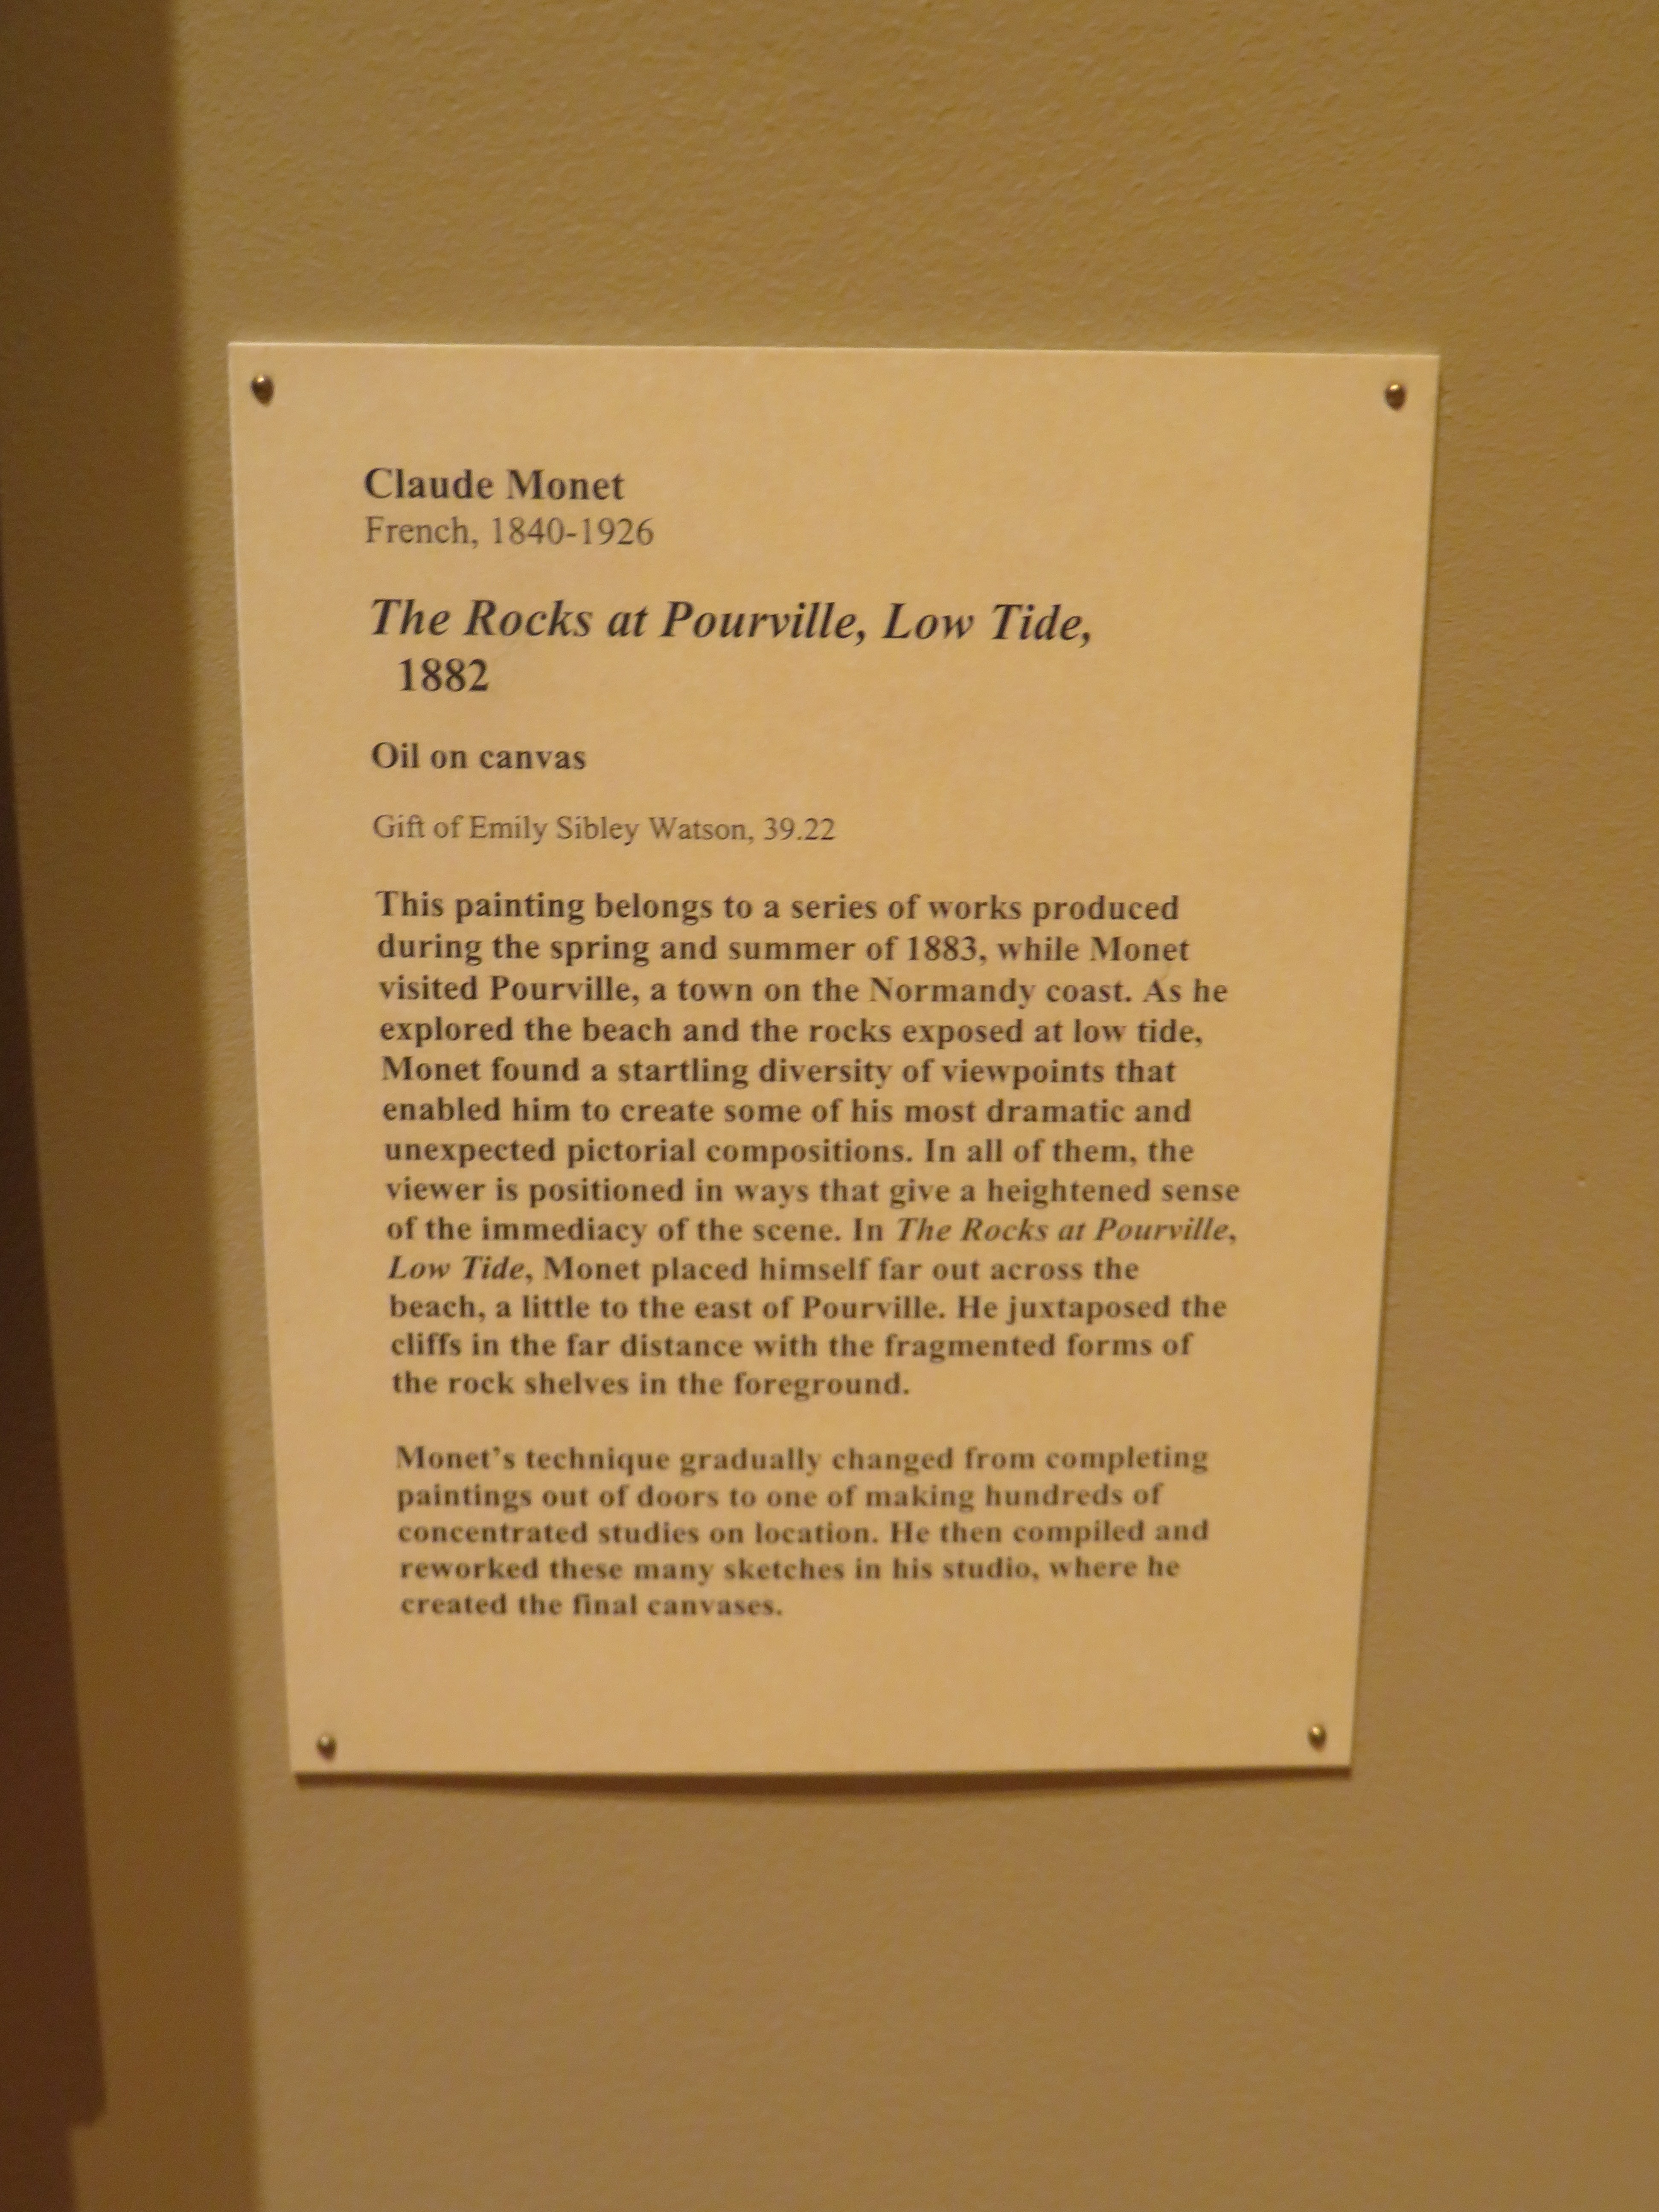 Claude Monet
French, 1840-1926
The Rocks at Pourville, Low Tide,
1882
Oil on canvas
Gift of Emily Sibley Watson, 39.22
This painting belongs to a series of works produced
during the spring and summer of 1883, while Monet
visited Pourville, a town on the Normandy coast. As he
explored the beach and the rocks exposed at low tide,
Monet found a startling diversity of viewpoints that
enabled him to create some of his most dramatic and
unexpected pictorial compositions. In all of them, the
viewer is positioned in ways that give a heightened sense
of the immediacy of the scene. In The Rocks at Pourville,
Low Tide, Monet placed himself far out across the
beach, a little to the east of Pourville. He juxtaposed the
cliffs in the far distance with the fragmented forms of
the rock shelves in the foreground.
Monet's technique gradually changed from completing
paintings out of doors to one of making hundreds of
concentrated studies on location. He then compiled and
reworked these many sketches in his studio, where he
created the final canvases.